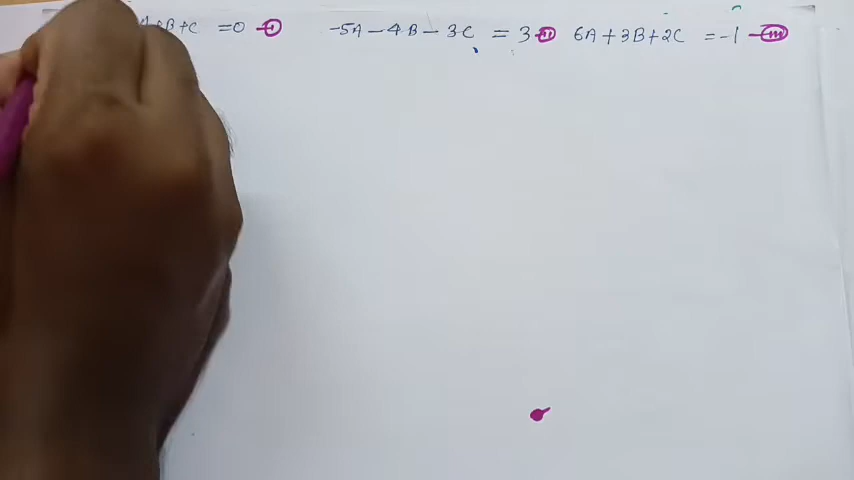 A+B+C =0 —(I) -5A-4B-3C = 3 —(II) 6A+3B+2C =-1 —(III)